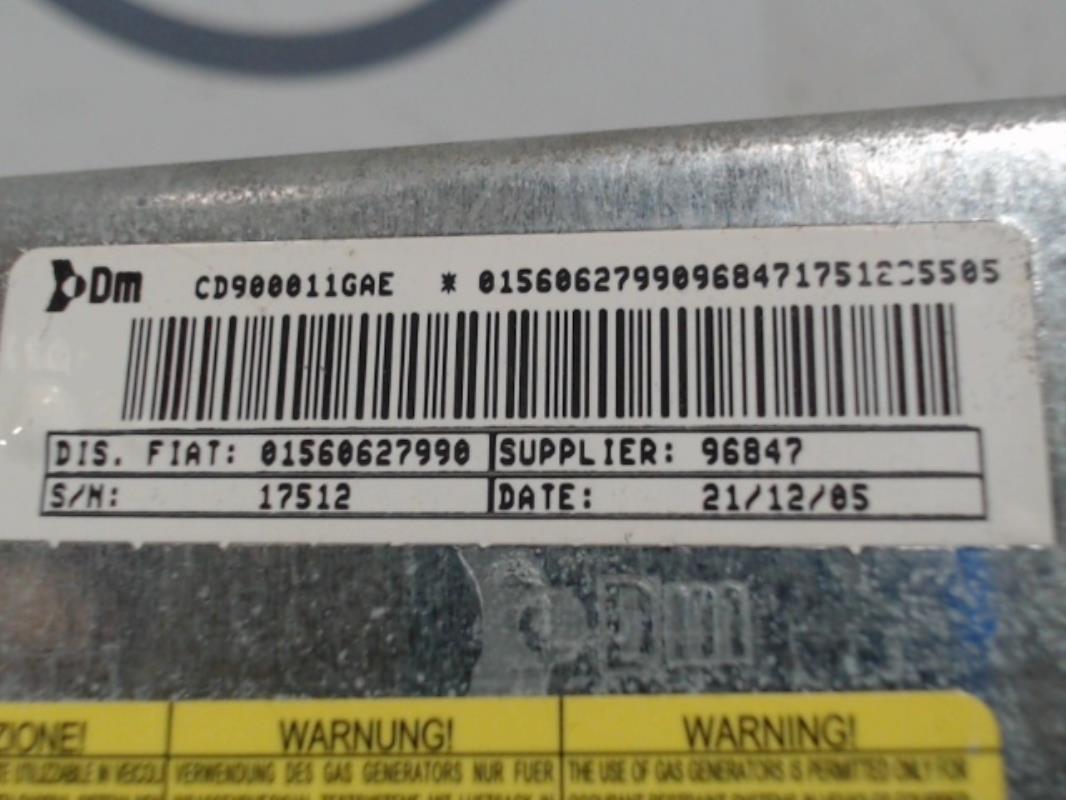 Dm CD900011GAE *
DIS. FIAT: 01560627990 SUPPLIER: 96847
S/N: 17512 DATE: 21/12/05
Dm
WARNUNG! WARNING!
VERWENDUNG DES GAS GENERATORS NUR FUER THE USE OF GAS GENERATORS IS PERMITTED ONLY FOR